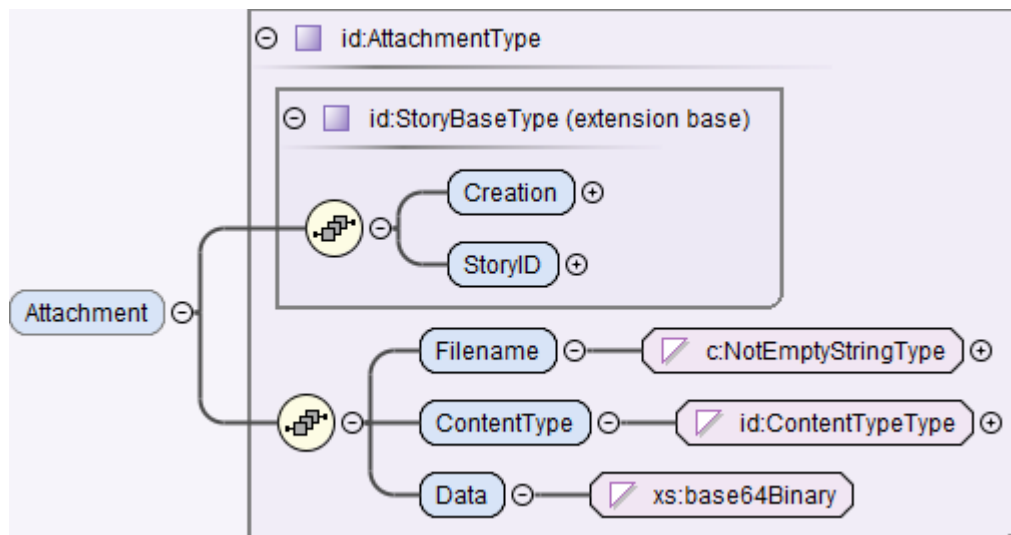 id:AttachmentType
id:StoryBaseType (extension base)
Creation
StoryID
Attachment
Filename
c:NotEmptyStringType
ContentType
id:ContentTypeType
Data
xs:base64Binary